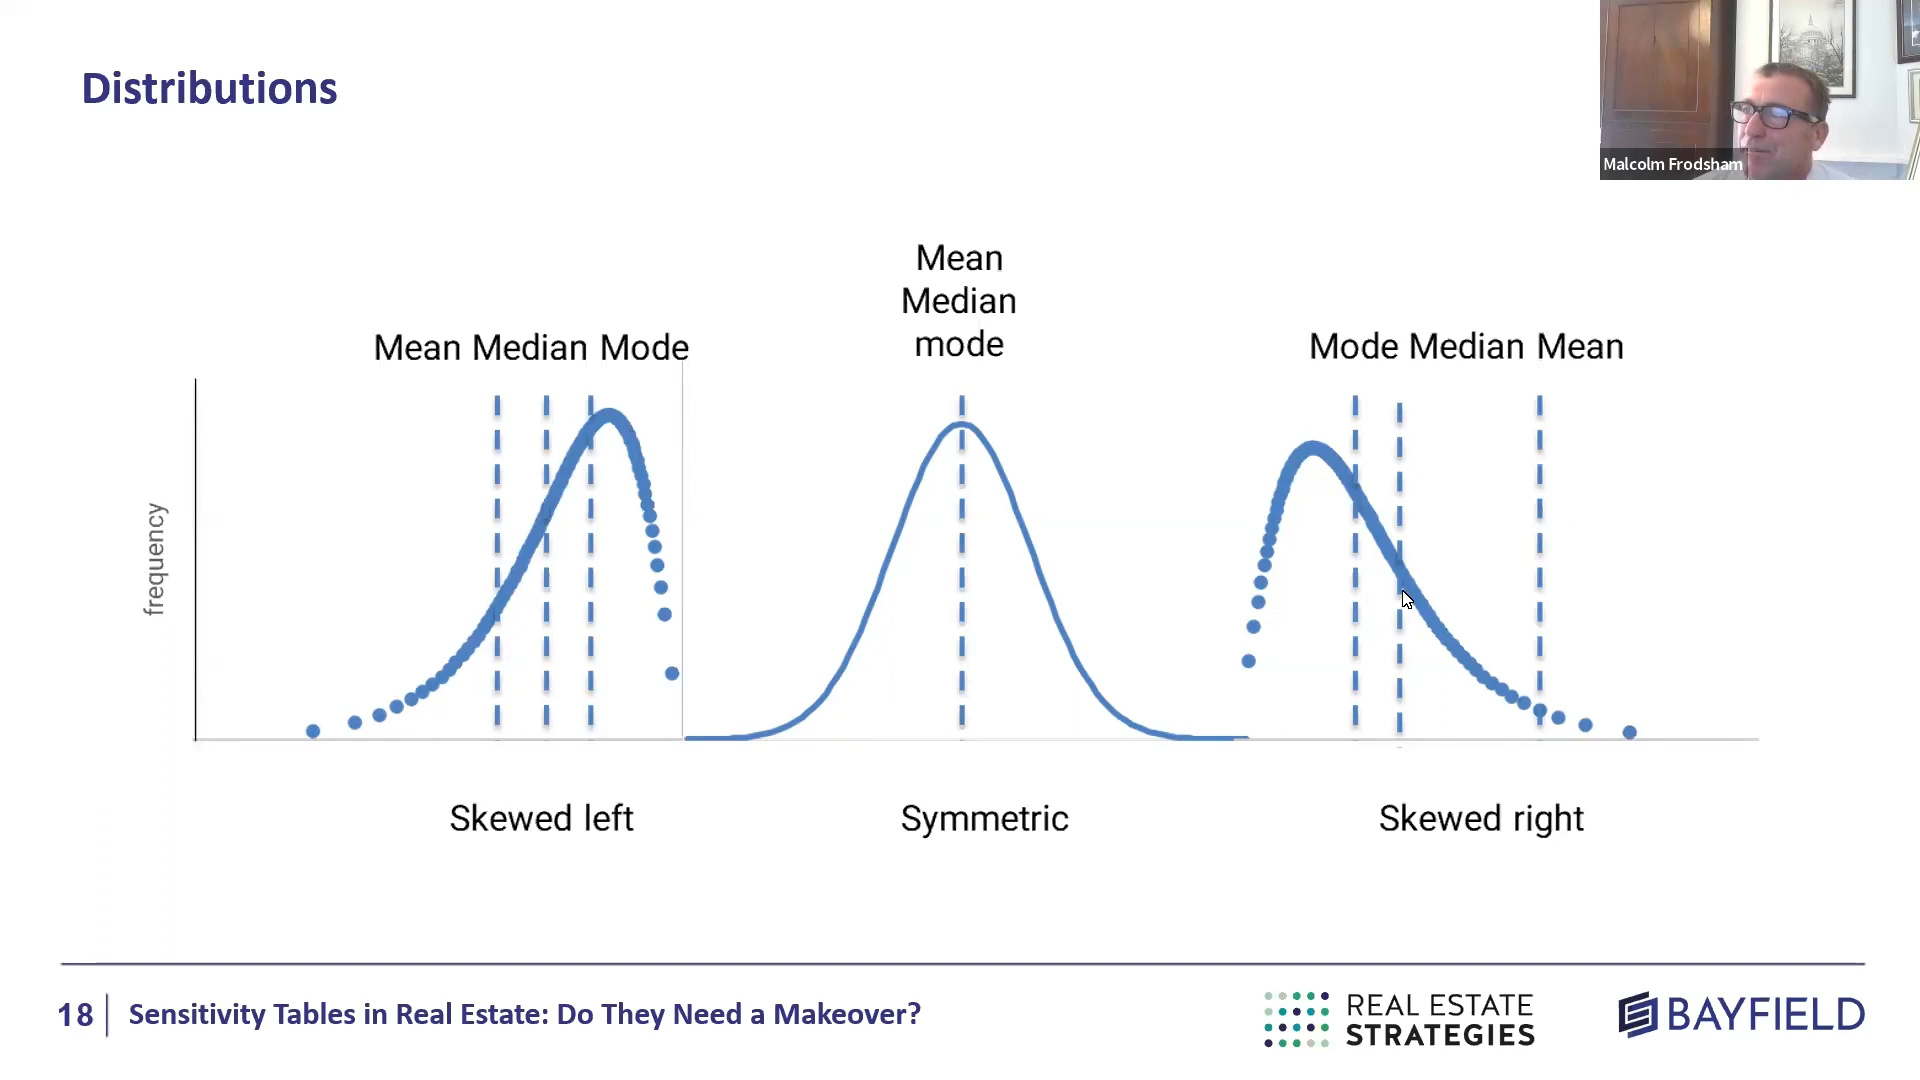 Distributions
Malcolm Frodsham
Mean
Median
mode
Mean Median Mode
Mode Median Mean
frequency
Skewed left
Symmetric
Skewed right
18
Sensitivity Tables in Real Estate: Do They Need a Makeover?
REAL ESTATE
STRATEGIES
BAYFIELD